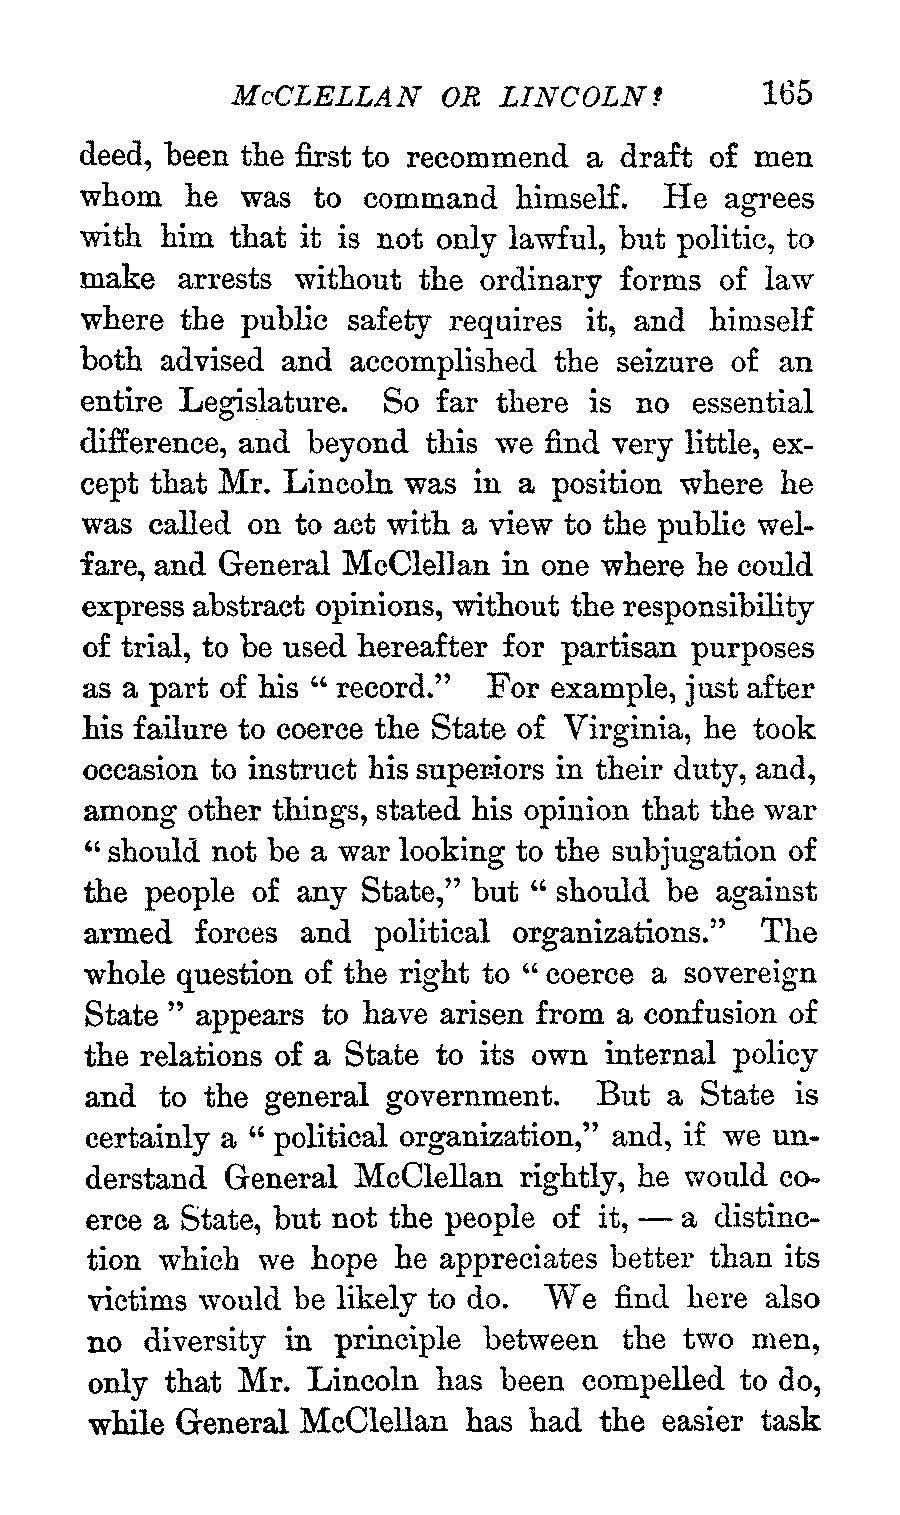 McCLELLAN OR LINCOLN? 165
deed, been the first to recommend a draft of men
whom he was to command himself. He agrees
with him that it is not only lawful, but politic, to
make arrests without the ordinary forms of law
where the public safety requires it, and himself
both advised and accomplished the seizure of an
entire Legislature. So far there is no essential
difference, and beyond this we find very little, ex-
cept that Mr. Lincoln was in a position where he
was called on to act with a view to the public wel-
fare, and General McClellan in one where he could
express abstract opinions, without the responsibility
of trial, to be used hereafter for partisan purposes
as a part of his “ record.” For example, just after
his failure to coerce the State of Virginia, he took
occasion to instruct his superiors in their duty, and,
among other things, stated his opinion that the war
“ should not be a war looking to the subjugation of
the people of any State,” but “ should be against
armed forces and political organizations.” The
whole question of the right to “ coerce a sovereign
State ” appears to have arisen from a confusion of
the relations of a State to its own internal policy
and to the general government. But a State is
certainly a “ political organization,” and, if we un-
derstand General McClellan rightly, he would co-
erce a State, but not the people of it, — a distinc-
tion which we hope he appreciates better than its
victims would be likely to do. We find here also
no diversity in principle between the two men,
only that Mr. Lincoln has been compelled to do,
while General McClellan has had the easier task